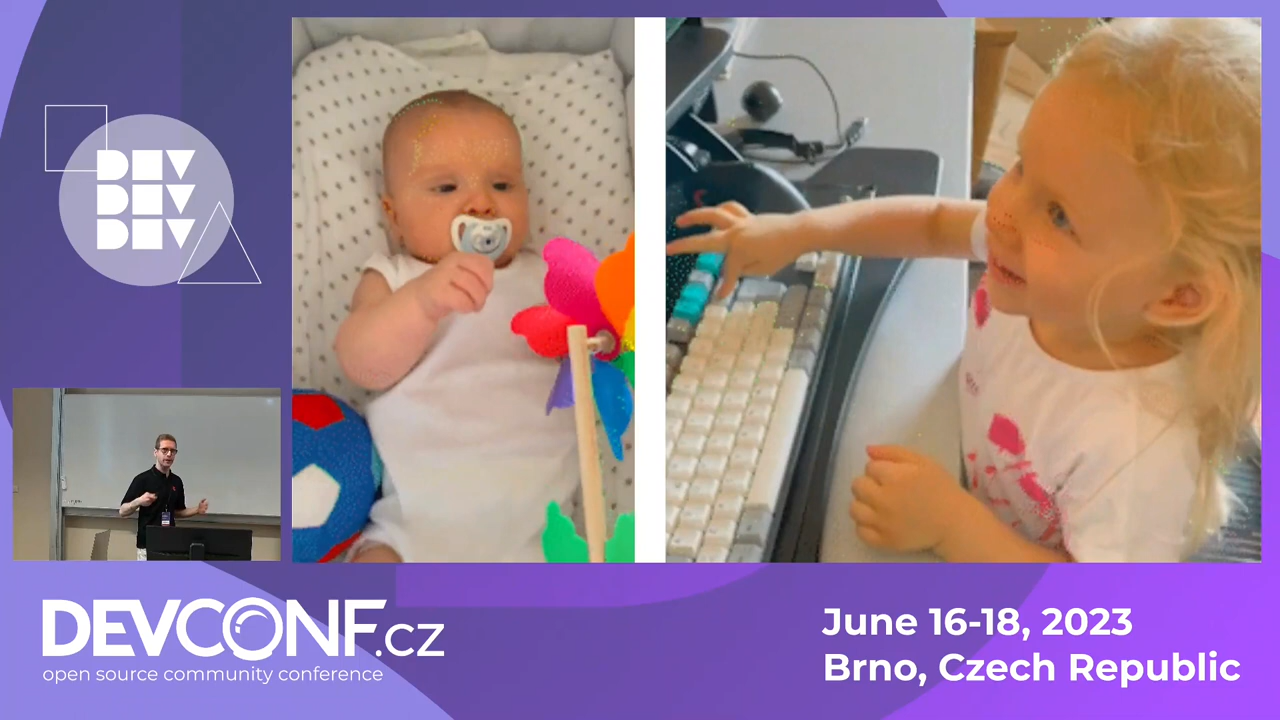 DEV
DEV
DEV
DEVCONF.cz
open source community conference
June 16-18, 2023
Brno, Czech Republic